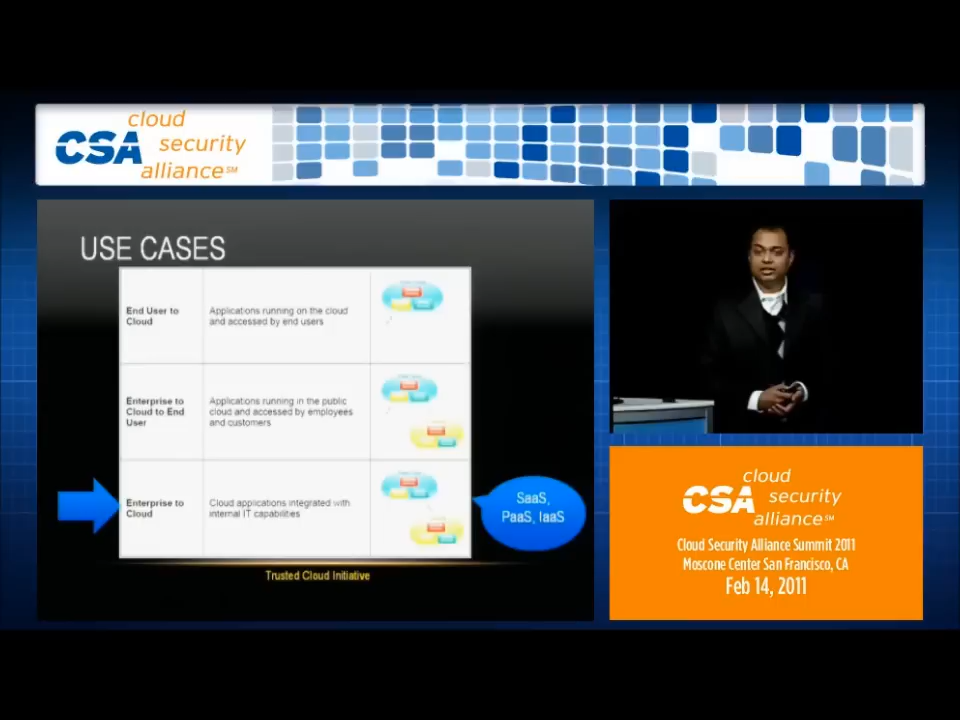 cloud
CSA security
alliance℠
USE CASES
End User to
Cloud
Applications running on the cloud
and accessed by end users
Enterprise to
Cloud to End
User
Applications running in the public
cloud and accessed by employees
and customers
Enterprise to
Cloud
Cloud applications integrated with
internal IT capabilities
SaaS,
PaaS, IaaS
Trusted Cloud Initiative
cloud
CSA security
alliance℠
Cloud Security Alliance Summit 2011
Moscone Center San Francisco, CA
Feb 14, 2011